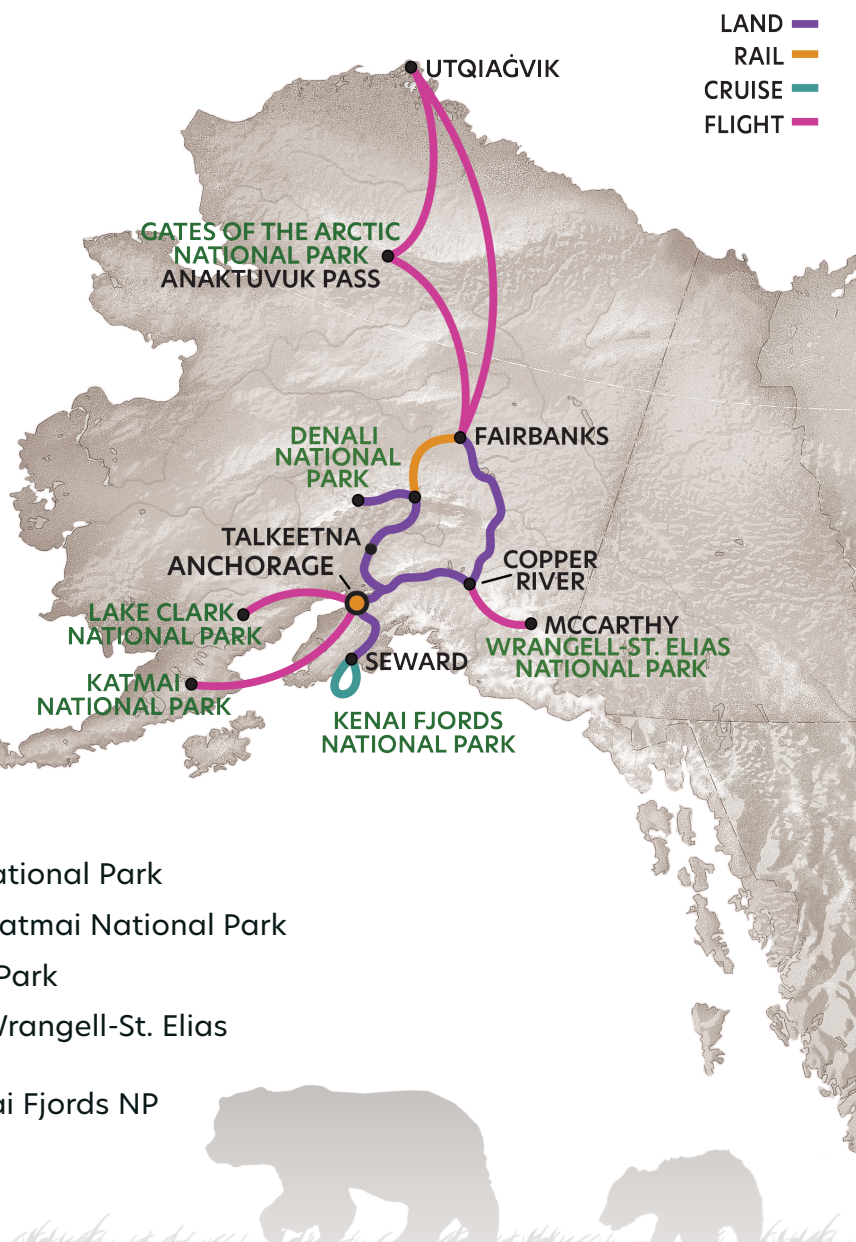 LAND
RAIL
CRUISE
FLIGHT
UTQIAĠVIK
GATES OF THE ARCTIC
NATIONAL PARK
ANAKTUVUK PASS
FAIRBANKS
DENALI
NATIONAL
PARK
TALKEETNA
ANCHORAGE
COPPER
RIVER
LAKE CLARK
NATIONAL PARK
MCCARTHY
WRANGELL-ST. ELIAS
NATIONAL PARK
SEWARD
KATMAI
NATIONAL PARK
KENAI FJORDS
NATIONAL PARK
ational Park
atmai National Park
Park
Wrangell-St. Elias
ai Fjords NP